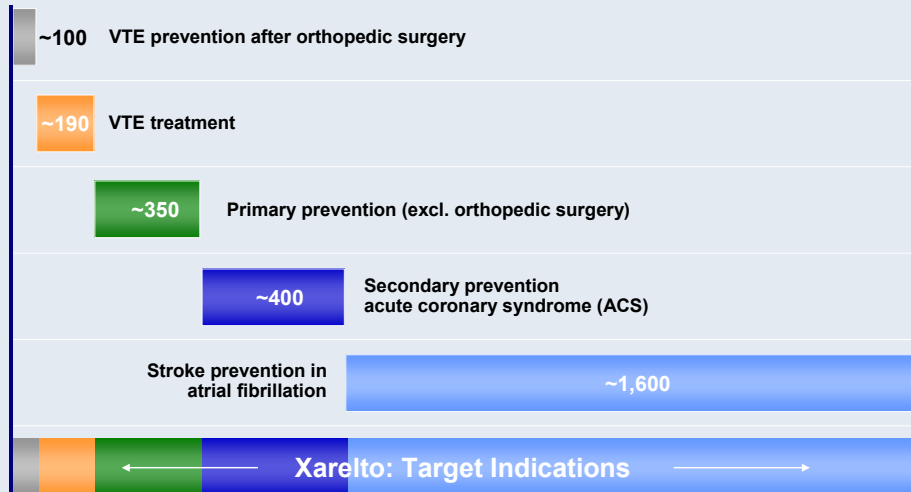 ~100 VTE prevention after orthopedic surgery
~190 VTE treatment
~350 Primary prevention (excl. orthopedic surgery)
~400 Secondary prevention
acute coronary syndrome (ACS)
Stroke prevention in
atrial fibrillation
~1,600
Xarelto: Target Indications